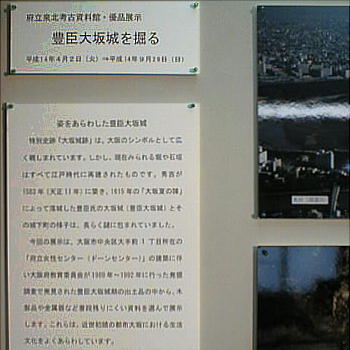 府立泉北考古資料館・優品展示
豊臣大坂城を掘る
平成14年4月2日（火）⇒平成14年9月29日（日）
姿をあらわした豊臣大坂城
特別史跡「大坂城跡」は、大阪のシンボルとして広
く親しまれています。しかし、現在みられる堀や石垣
はすべて江戸時代に再建されたものです。秀吉が
1583年（天正11年）に築き、1615年の「大坂夏の陣」
によって落城した豊臣氏の大坂城（豊臣大坂城）とそ
の城下町の様子は、長らく謎に包まれていました。
今回の展示は、大阪市中央区大手前1丁目所在の
「府立女性センター（ドーンセンター）」の建設に伴
い大阪府教育委員会が1989年～1992年に行った発掘
調査で発見された豊臣大坂城期の出土品の中から、木
製品や金属器など普段残りにくい資料を選んで展示
します。これらは、近世初頭の都市大坂における生活
文化をよくあらわしています。